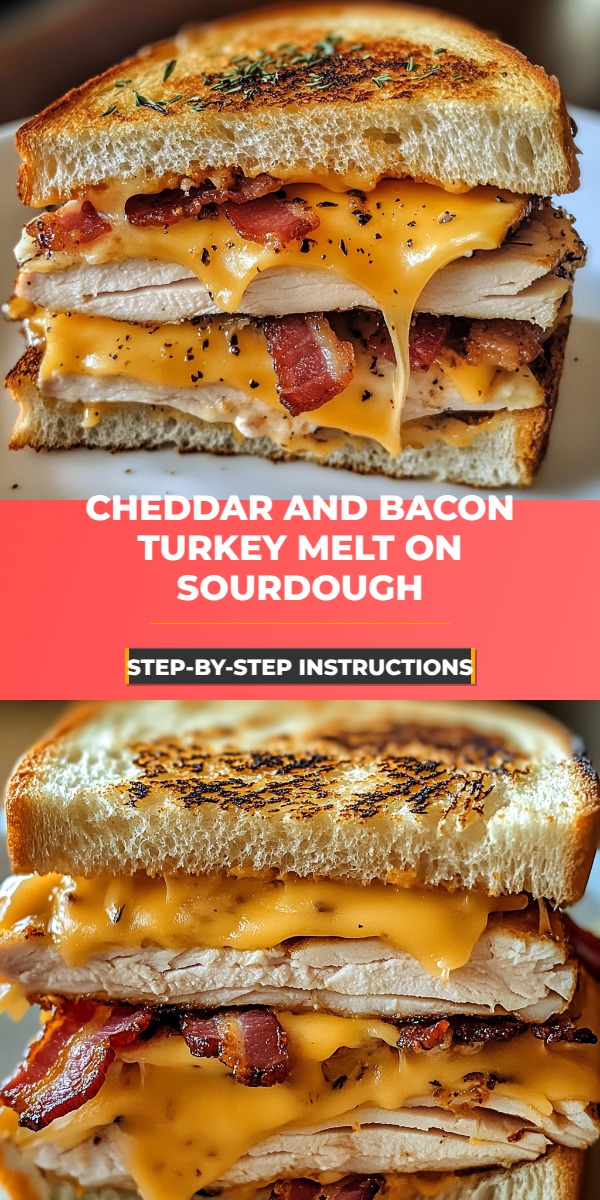 CHEDDAR AND BACON
TURKEY MELT ON
SOURDOUGH
STEP-BY-STEP INSTRUCTIONS